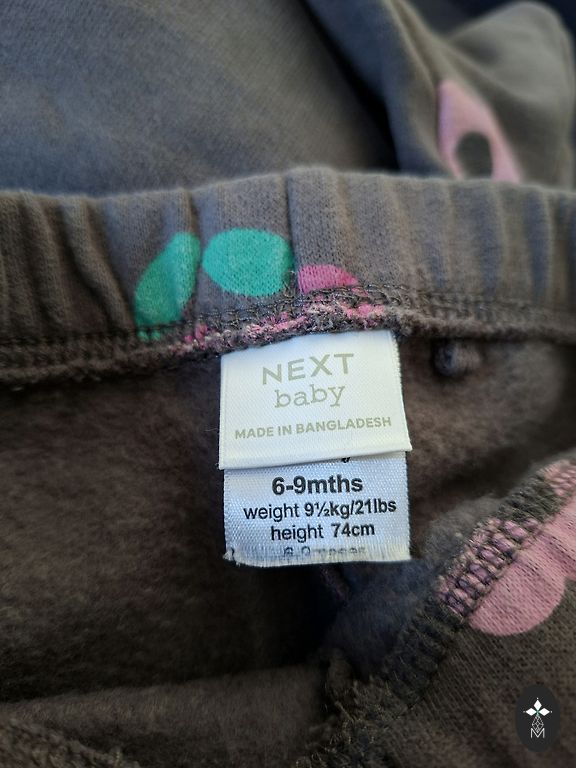 NEXT
baby
MADE IN BANGLADESH
6-9mths
weight 9½kg/21lbs
height 74cm